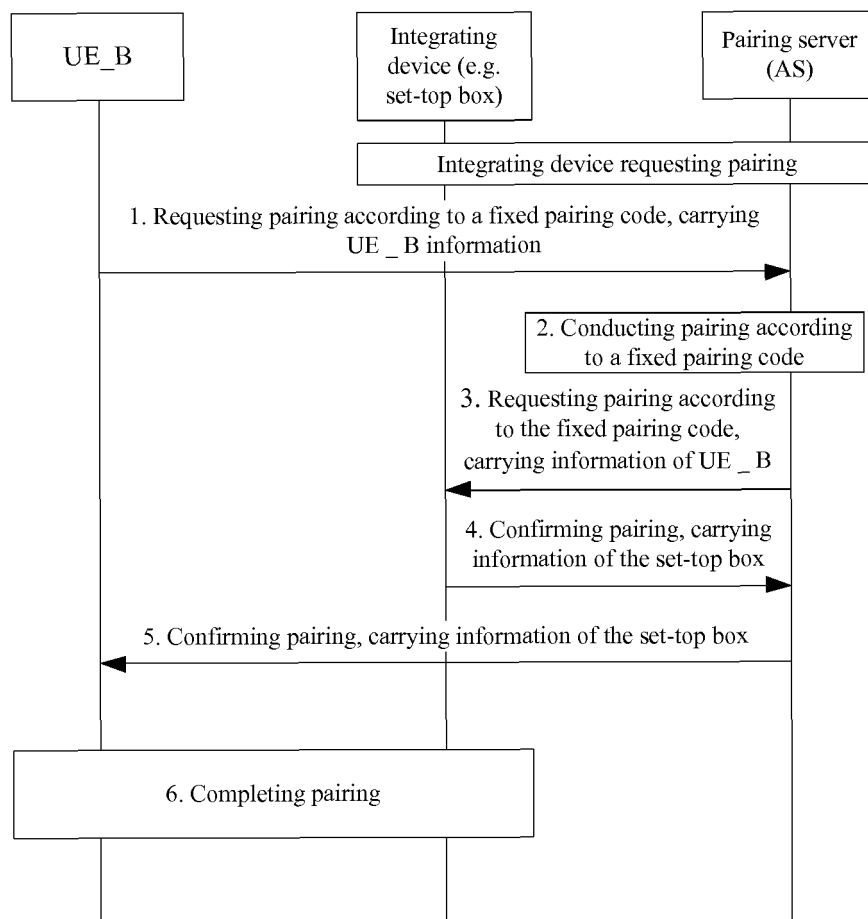 UE_B
Integrating
device (e.g.
set-top box)
Pairing server
(AS)
Integrating device requesting pairing
1. Requesting pairing according to a fixed pairing code, carrying
UE _ B information
2. Conducting pairing according
to a fixed pairing code
3. Requesting pairing according
to the fixed pairing code,
carrying information of UE _ B
4. Confirming pairing, carrying
information of the set-top box
5. Confirming pairing, carrying information of the set-top box
6. Completing pairing